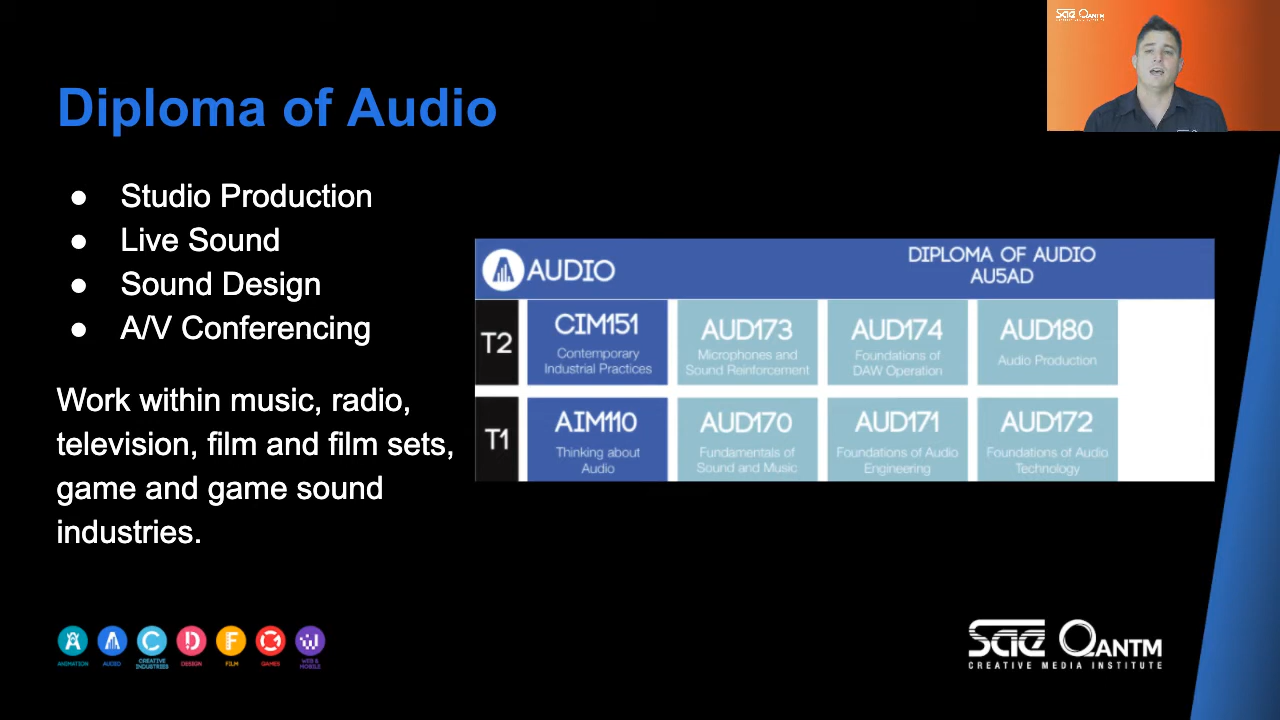 sae QANTM
Diploma of Audio
● Studio Production
● Live Sound
● Sound Design
● A/V Conferencing
Work within music, radio,
television, film and film sets,
game and game sound
industries.
AUDIO
DIPLOMA OF AUDIO
AU5AD
T2
CIM151
Contemporary
Industrial Practices
AUD173
Microphones and
Sound Reinforcement
AUD174
Foundations of
DAW Operation
AUD180
Audio Production
T1
AIM110
Thinking about
Audio
AUD170
Fundamentals of
Sound and Music
AUD171
Foundations of Audio
Engineering
AUD172
Foundations of Audio
Technology
ANIMATION
AUDIO
CREATIVE
INDUSTRIES
DESIGN
FILM
GAMES
WEB &
MOBILE
sae QANTM
CREATIVE MEDIA INSTITUTE